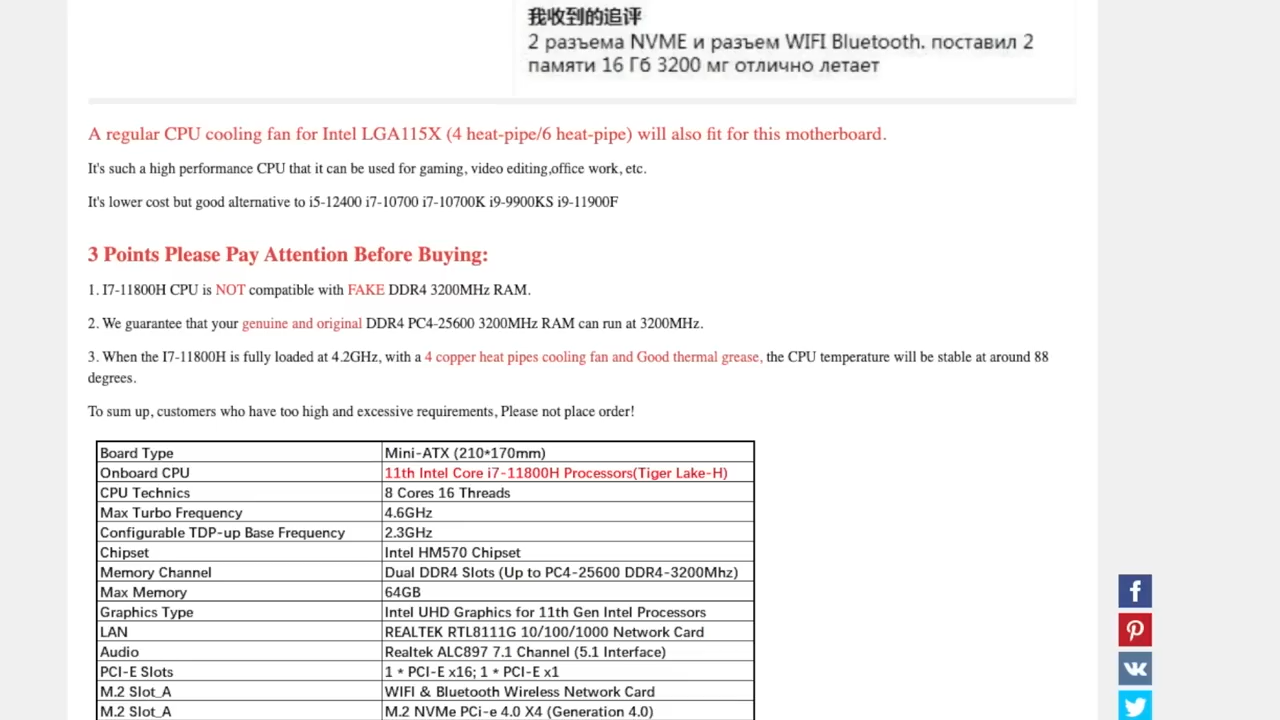 我收到的追评
2 разъема NVME и разъем WIFI Bluetooth. поставил 2
памяти 16 Гб 3200 мг отлично летает
A regular CPU cooling fan for Intel LGA115X (4 heat-pipe/6 heat-pipe) will also fit for this motherboard.
It's such a high performance CPU that it can be used for gaming, video editing,office work, etc.
It's lower cost but good alternative to i5-12400 i7-10700 i7-10700K i9-9900KS i9-11900F
3 Points Please Pay Attention Before Buying:
1. I7-11800H CPU is NOT compatible with FAKE DDR4 3200MHz RAM.
2. We guarantee that your genuine and original DDR4 PC4-25600 3200MHz RAM can run at 3200MHz.
3. When the I7-11800H is fully loaded at 4.2GHz, with a 4 copper heat pipes cooling fan and Good thermal grease, the CPU temperature will be stable at around 88
degrees.
To sum up, customers who have too high and excessive requirements, Please not place order!
Board Type Mini-ATX (210*170mm)
Onboard CPU 11th Intel Core i7-11800H Processors(Tiger Lake-H)
CPU Technics 8 Cores 16 Threads
Max Turbo Frequency 4.6GHz
Configurable TDP-up Base Frequency 2.3GHz
Chipset Intel HM570 Chipset
Memory Channel Dual DDR4 Slots (Up to PC4-25600 DDR4-3200Mhz)
Max Memory 64GB
Graphics Type Intel UHD Graphics for 11th Gen Intel Processors
LAN REALTEK RTL8111G 10/100/1000 Network Card
Audio Realtek ALC897 7.1 Channel (5.1 Interface)
PCI-E Slots 1 * PCI-E x16; 1 * PCI-E x1
M.2 Slot_A WIFI & Bluetooth Wireless Network Card
M.2 Slot_A M.2 NVMe PCi-e 4.0 X4 (Generation 4.0)